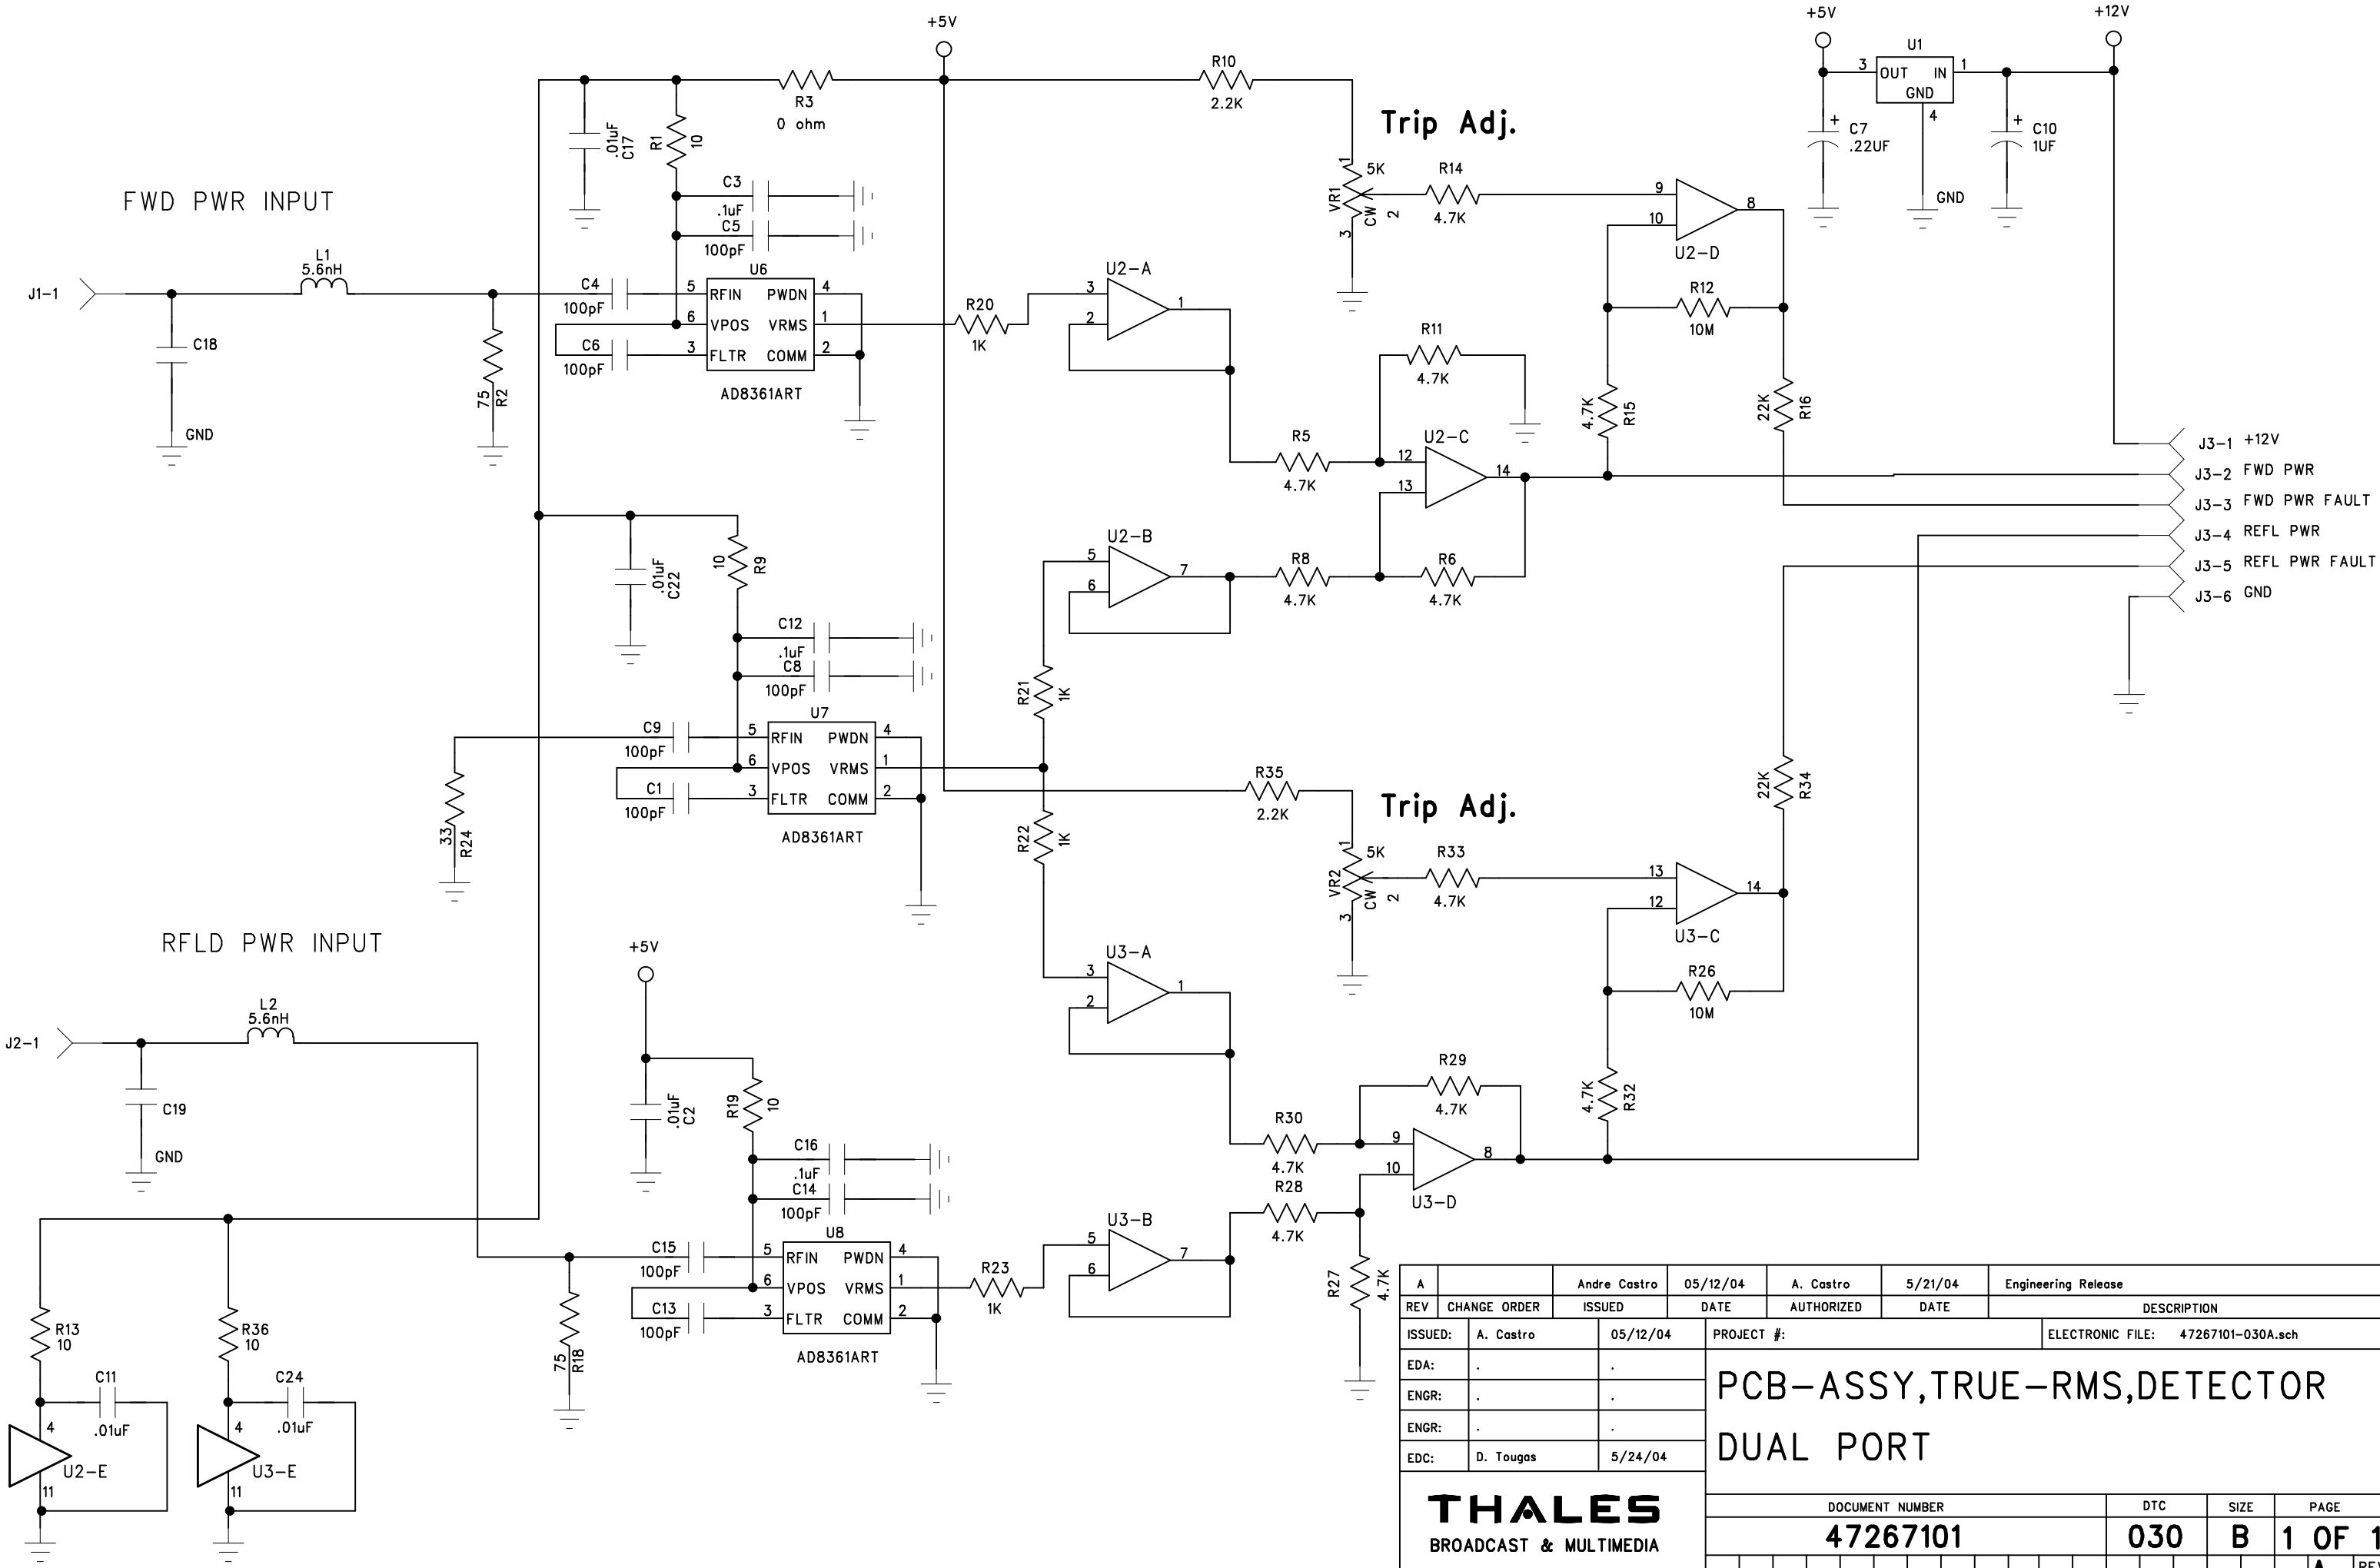 +5V
+5V
+12V
U1
3 OUT IN 1
GND
4
C7
.22UF
C10
1UF
GND
R10
2.2K
R3
0 ohm
.01uF
C17
R1
10
Trip Adj.
FWD PWR INPUT
C3
.1uF
C5
100pF
1
5K
VR1
CW
2
3
R14
4.7K
9
10
8
U2-D
L1
5.6nH
J1-1
C18
GND
75
R2
C4
100pF
C6
100pF
U6
5 RFIN PWDN 4
6 VPOS VRMS 1
3 FLTR COMM 2
AD8361ART
R20
1K
U2-A
3
2
1
R12
10M
R11
4.7K
4.7K
R15
22K
R16
R5
4.7K
U2-C
12
13
14
J3-1 +12V
J3-2 FWD PWR
J3-3 FWD PWR FAULT
J3-4 REFL PWR
J3-5 REFL PWR FAULT
J3-6 GND
.01uF
C22
10
R9
U2-B
5
6
7
R8
4.7K
R6
4.7K
C12
.1uF
C8
100pF
R21
1K
C9
100pF
C1
100pF
U7
5 RFIN PWDN 4
6 VPOS VRMS 1
3 FLTR COMM 2
AD8361ART
33
R24
R22
1K
R35
2.2K
Trip Adj.
22K
R34
1
5K
VR2
CW
2
3
R33
4.7K
13
12
14
U3-C
R26
10M
RFLD PWR INPUT
+5V
U3-A
3
2
1
L2
5.6nH
J2-1
C19
GND
.01uF
C2
R19
10
R29
4.7K
4.7K
R32
C16
.1uF
C14
100pF
R30
4.7K
9
10
8
U3-D
R28
4.7K
C15
100pF
C13
100pF
U8
5 RFIN PWDN 4
6 VPOS VRMS 1
3 FLTR COMM 2
AD8361ART
75
R18
R23
1K
U3-B
5
6
7
R27
4.7K
R13
10
R36
10
C11
.01uF
C24
.01uF
4
U2-E
11
4
U3-E
11
A Andre Castro 05/12/04 A. Castro 5/21/04 Engineering Release
REV CHANGE ORDER ISSUED DATE AUTHORIZED DATE DESCRIPTION
ISSUED: A. Castro 05/12/04 PROJECT #: ELECTRONIC FILE: 47267101-030A.sch
EDA: . .
ENGR: . .
ENGR: . .
EDC: D. Tougas 5/24/04
PCB-ASSY,TRUE-RMS,DETECTOR
DUAL PORT
THALES
BROADCAST & MULTIMEDIA
DOCUMENT NUMBER DTC SIZE PAGE
47267101 030 B 1 OF 1